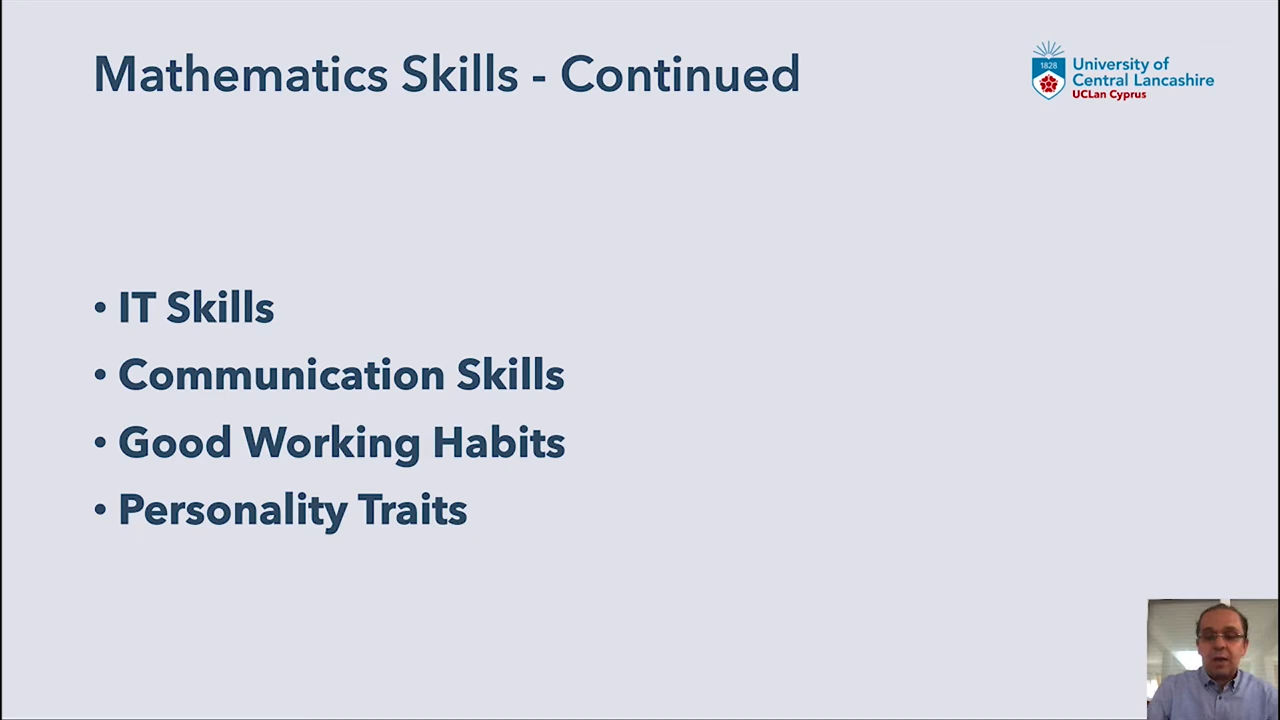 Mathematics Skills - Continued
1828
University of
Central Lancashire
UCLan Cyprus
• IT Skills
• Communication Skills
• Good Working Habits
• Personality Traits